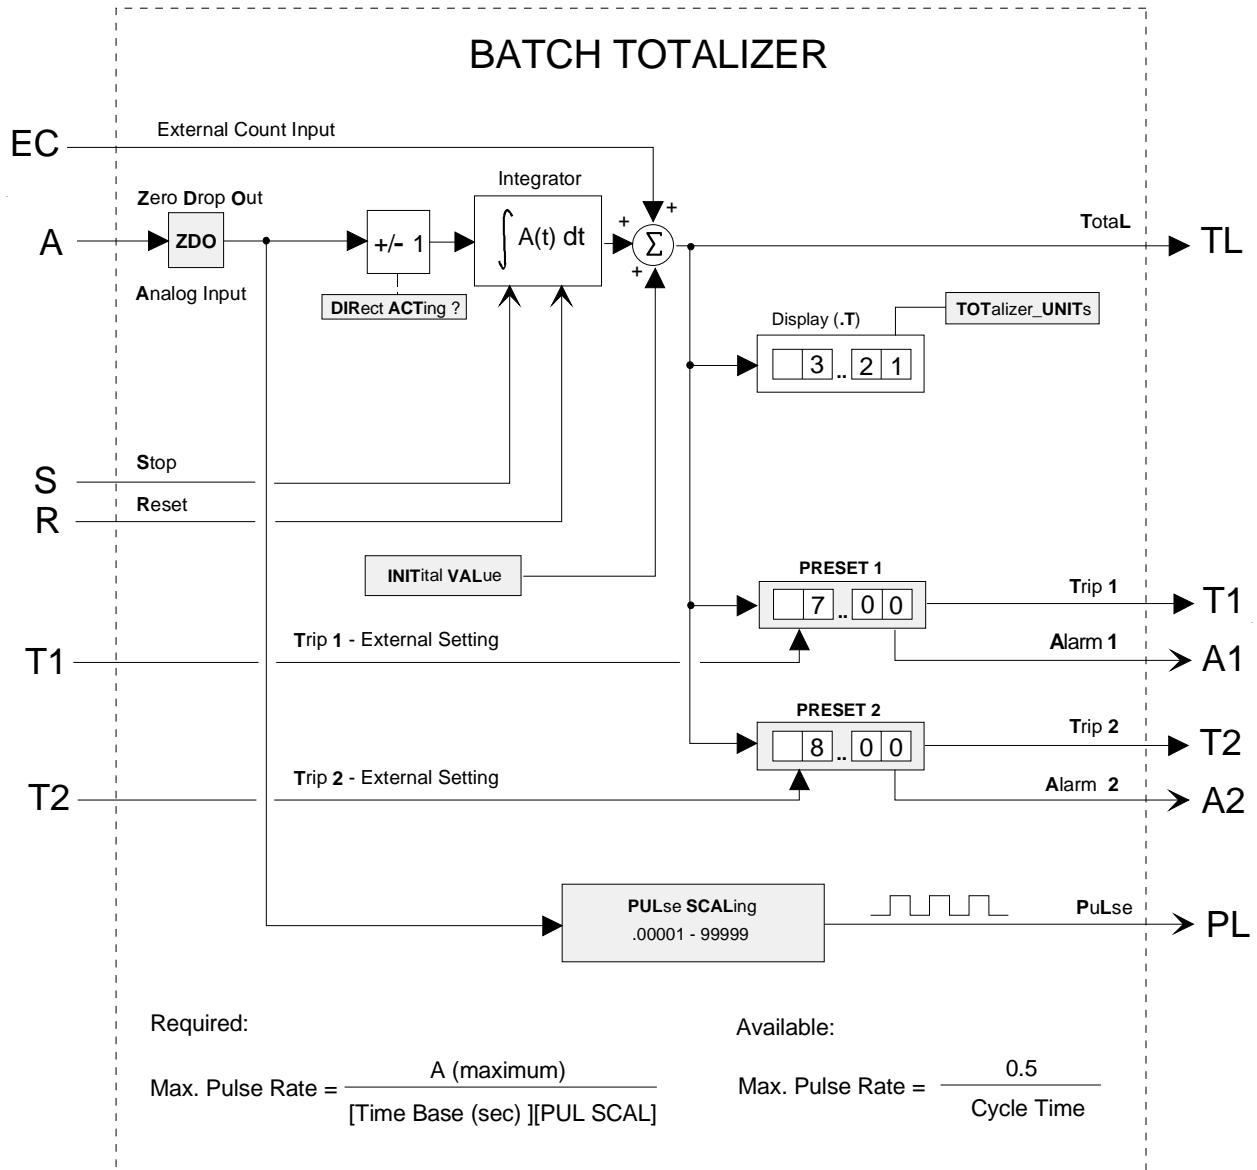 BATCH TOTALIZER
EC
External Count Input
Integrator
Zero Drop Out
A
ZDO
+/- 1
∫ A(t) dt
+
+
Σ
+
TotaL
TL
Analog Input
DIRect ACTing ?
Display (.T)
TOTalizer_UNITs
3 .. 2 1
S
Stop
R
Reset
INITital VALue
PRESET 1
7 .. 0 0
Trip 1
T1
Trip 1 - External Setting
T1
Alarm 1
A1
PRESET 2
8 .. 0 0
Trip 2
T2
Trip 2 - External Setting
T2
Alarm 2
A2
PULse SCALing
.00001 - 99999
PuLse
PL
Required:
Max. Pulse Rate =
A (maximum)
[Time Base (sec) ][PUL SCAL]
Available:
Max. Pulse Rate =
0.5
Cycle Time